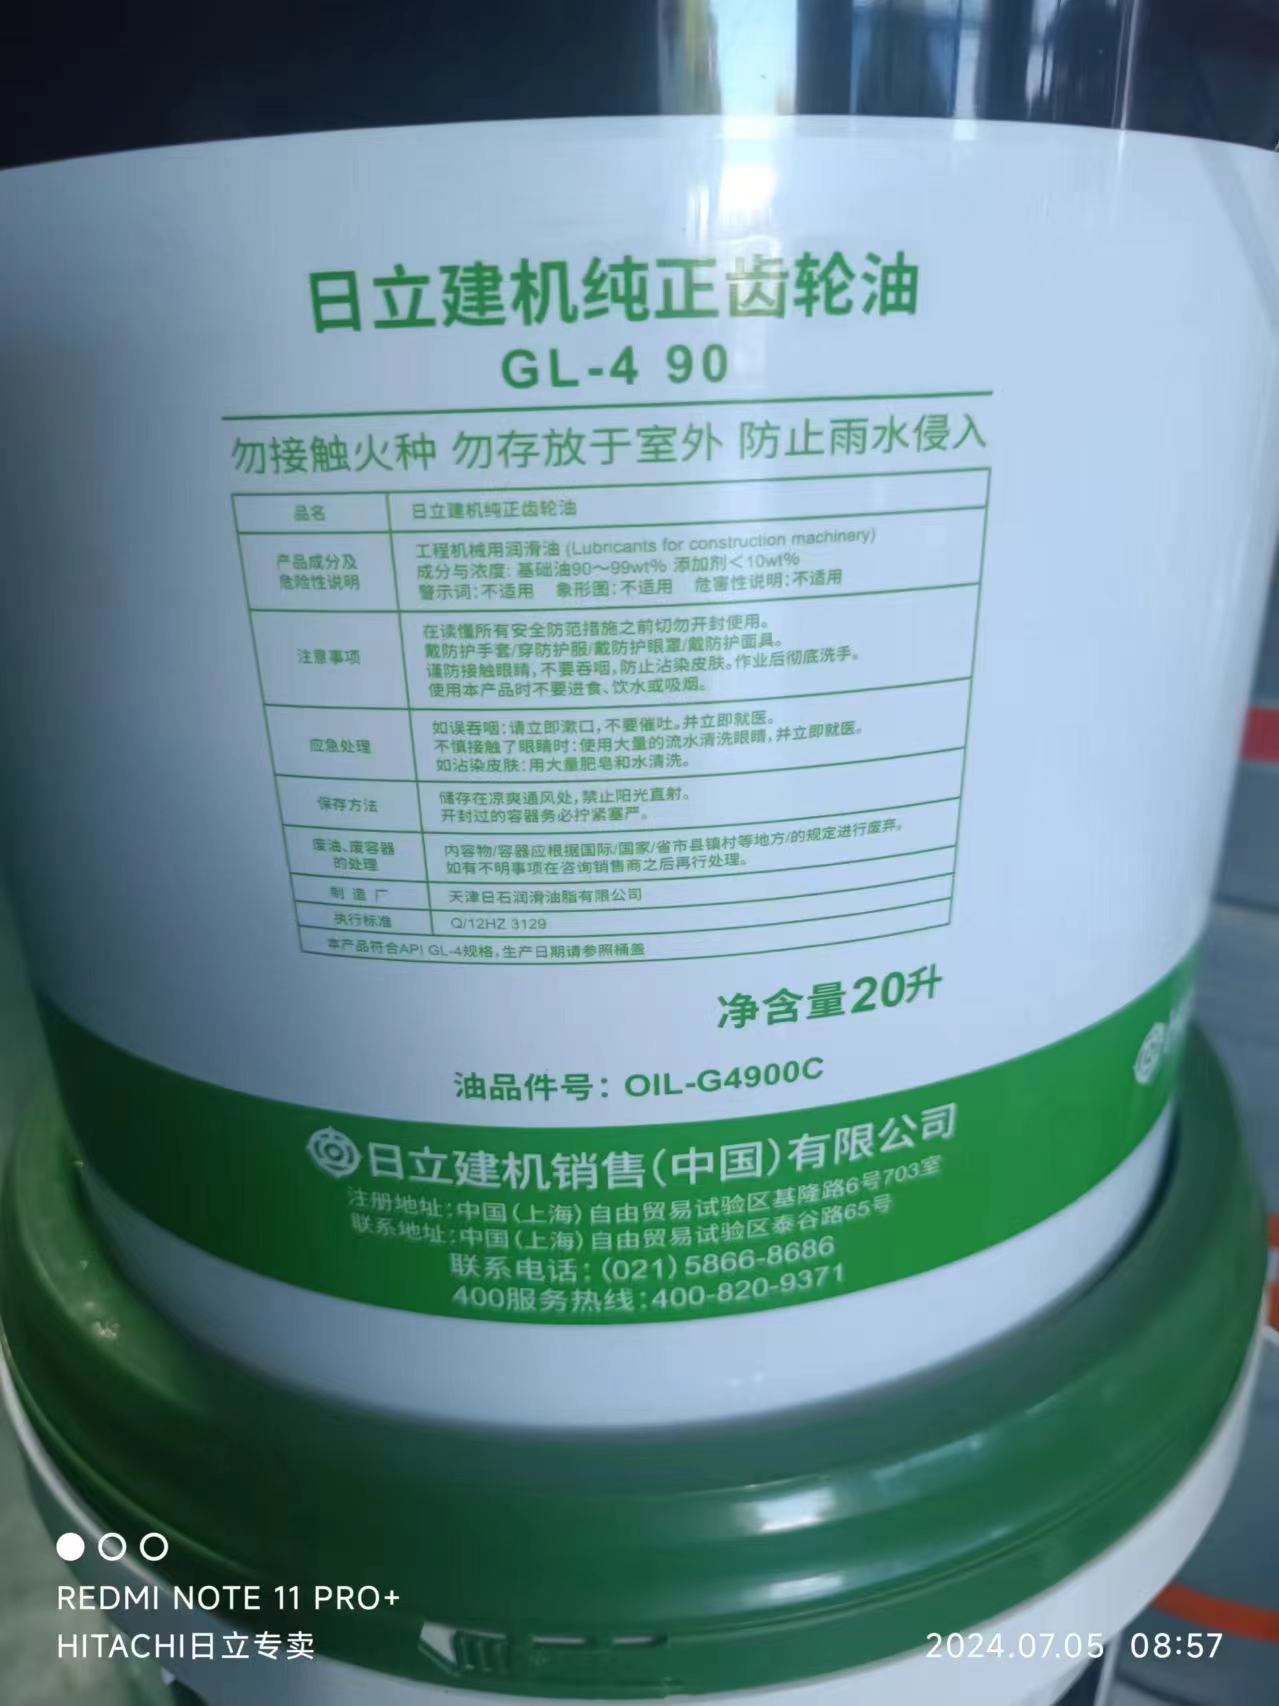 日立建机纯正齿轮油
GL-4 90
勿接触火种 勿存放于室外 防止雨水侵入
品名 日立建机纯正齿轮油
产品成分及
危险性说明
工程机械用润滑油 (Lubricants for construction machinery)
成分与浓度: 基础油90～99wt% 添加剂＜10wt%
警示词:不适用 象形图:不适用 危害性说明:不适用
注意事项
在读懂所有安全防范措施之前切勿开封使用。
戴防护手套/穿防护服/戴防护眼罩/戴防护面具。
谨防接触眼睛,不要吞咽,防止沾染皮肤。作业后彻底洗手。
使用本产品时不要进食、饮水或吸烟。
应急处理
如误吞咽:请立即漱口,不要催吐。并立即就医。
不慎接触了眼睛时:使用大量的流水清洗眼睛,并立即就医。
如沾染皮肤:用大量肥皂和水清洗。
保存方法
储存在凉爽通风处,禁止阳光直射。
开封过的容器务必拧紧塞严。
废油、废容器
的处理
内容物/容器应根据国际/国家/省市县镇村等地方/的规定进行废弃。
如有不明事项在咨询销售商之后再行处理。
制造厂 天津日石润滑油脂有限公司
执行标准 Q/12HZ 3129
本产品符合API GL-4规格,生产日期请参照桶盖
净含量20升
油品件号: OIL-G4900C
日立建机销售(中国)有限公司
注册地址:中国(上海)自由贸易试验区基隆路6号703室
联系地址:中国(上海)自由贸易试验区泰谷路65号
联系电话:(021)5866-8686
400服务热线:400-820-9371
REDMI NOTE 11 PRO+
HITACHI日立专卖
2024.07.05 08:57